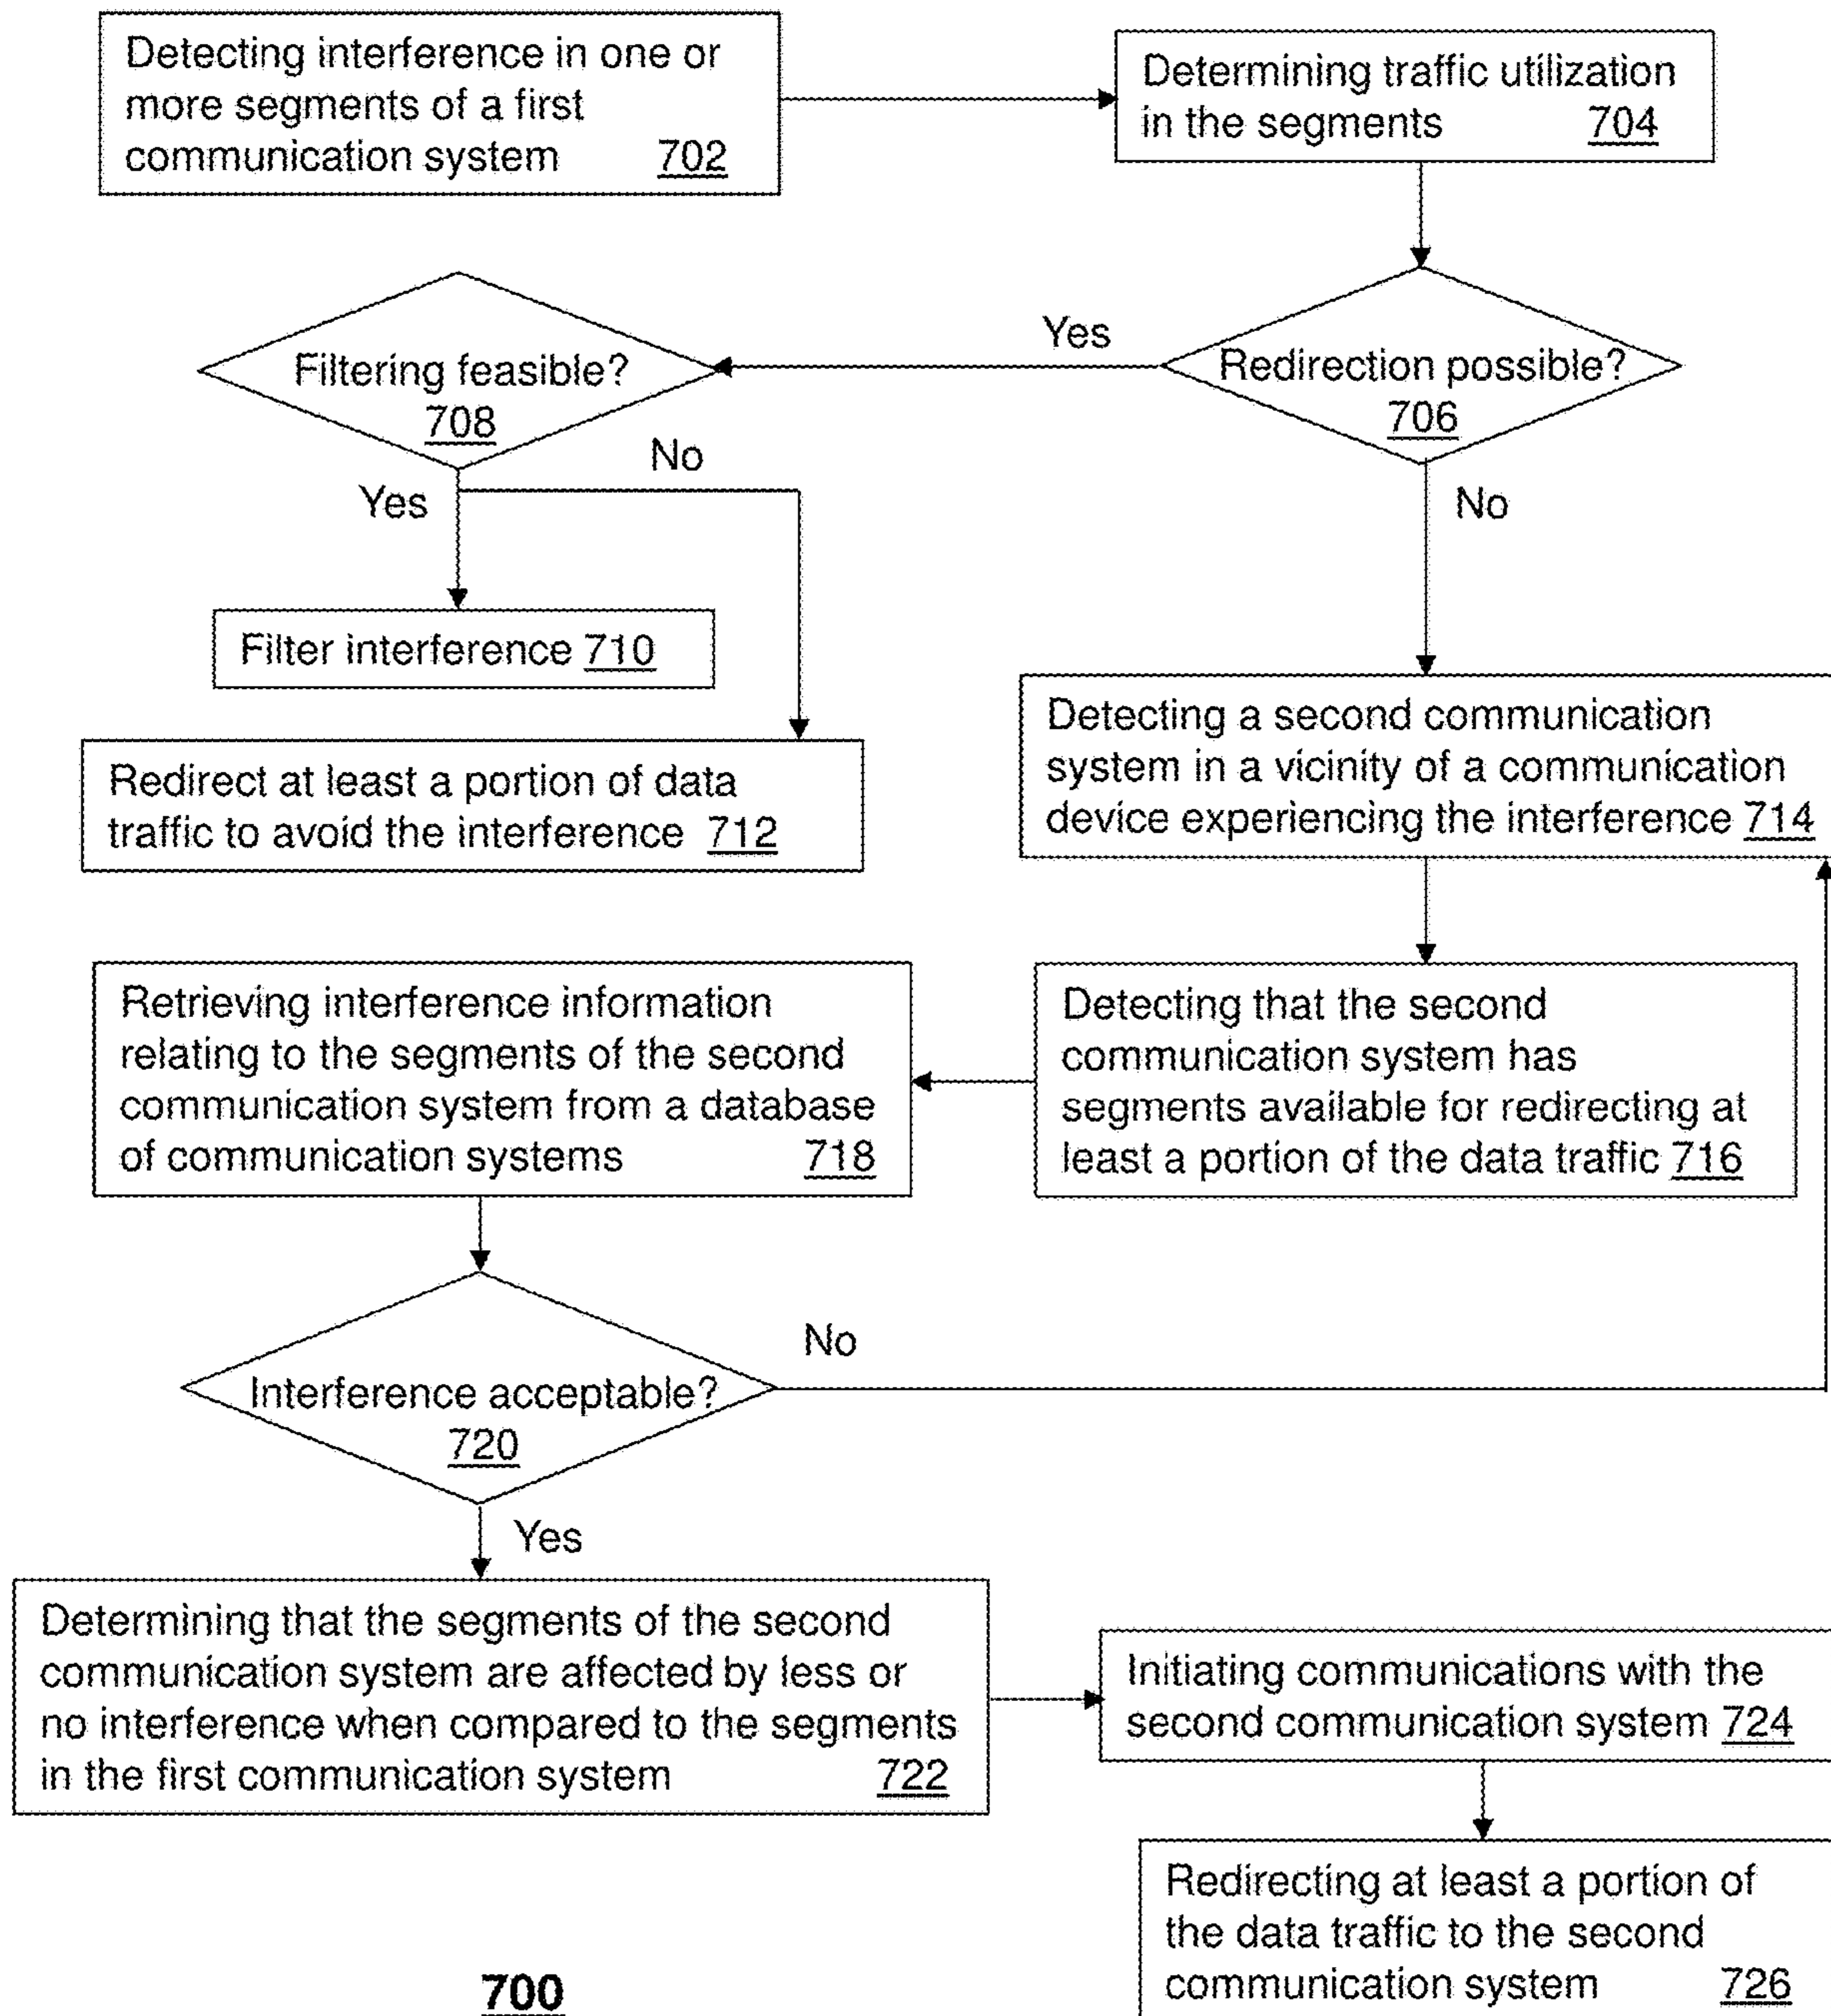 Detecting interference in one or
more segments of a first
communication system 702
Determining traffic utilization
in the segments 704
Redirection possible?
706
Yes
No
Filtering feasible?
708
No
Yes
Filter interference 710
Redirect at least a portion of data
traffic to avoid the interference 712
Detecting a second communication
system in a vicinity of a communication
device experiencing the interference 714
Detecting that the second
communication system has
segments available for redirecting at
least a portion of the data traffic 716
Retrieving interference information
relating to the segments of the second
communication system from a database
of communication systems 718
Interference acceptable?
720
No
Yes
Determining that the segments of the second
communication system are affected by less or
no interference when compared to the segments
in the first communication system 722
Initiating communications with the
second communication system 724
Redirecting at least a portion of
the data traffic to the second
communication system 726
700